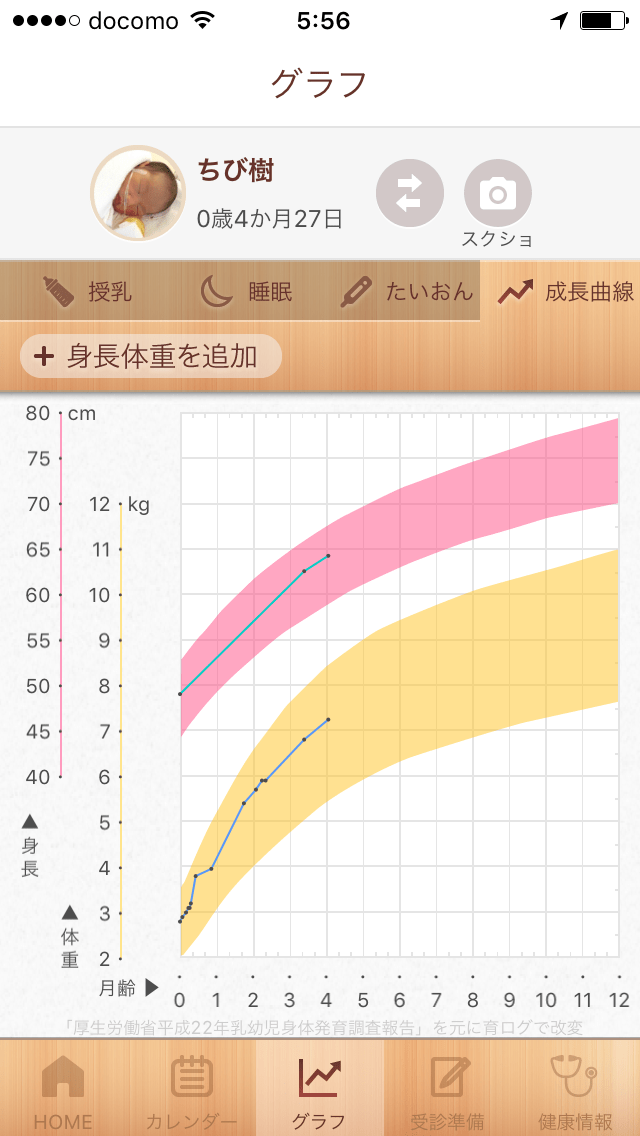 docomo 5:56
グラフ
ちび樹
0歳4か月27日
スクショ
授乳 睡眠 たいおん 成長曲線
+ 身長体重を追加
80 cm
75
70 12 kg
65 11
60 10
55 9
50 8
45 7
40 6
5
4
3
2
▲身長
▲体重
月齢 ▶
0 1 2 3 4 5 6 7 8 9 10 11 12
「厚生労働省平成22年乳幼児身体発育調査報告」を元に育ログで改変
HOME カレンダー グラフ 受診準備 健康情報